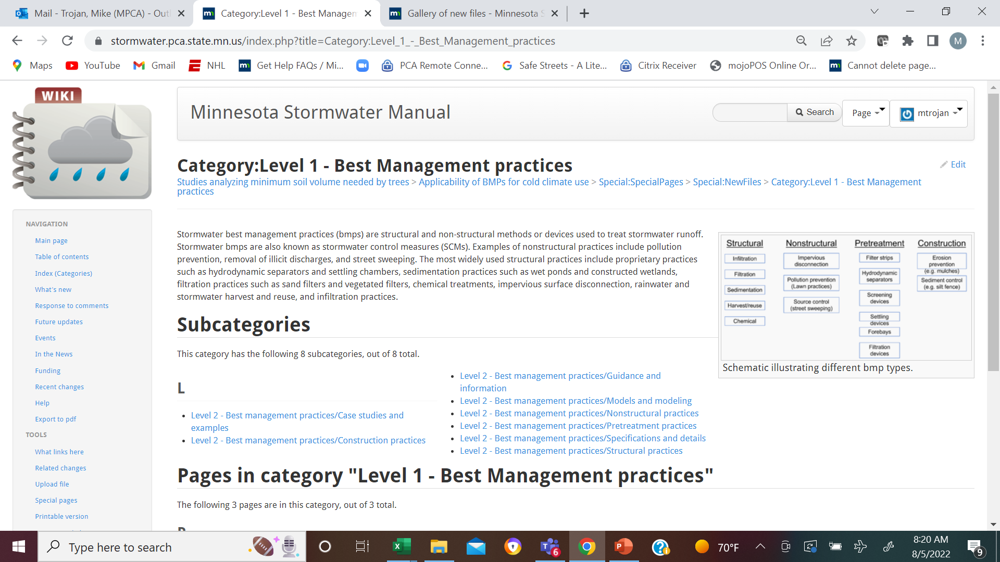 Mail - Trojan, Mike (MPCA) - Outl
Category:Level 1 - Best Managem
Gallery of new files - Minnesota S
stormwater.pca.state.mn.us/index.php?title=Category:Level_1_-_Best_Management_practices
M
Maps
YouTube
Gmail
NHL
Get Help FAQs / Mi...
PCA Remote Conne...
Safe Streets - A Lite...
Citrix Receiver
mojoPOS Online Or...
Cannot delete page...
WIKI
Minnesota Stormwater Manual
Search
Page
mtrojan
Category:Level 1 - Best Management practices
Edit
Studies analyzing minimum soil volume needed by trees > Applicability of BMPs for cold climate use > Special:SpecialPages > Special:NewFiles > Category:Level 1 - Best Management
practices
NAVIGATION
Main page
Table of contents
Index (Categories)
What's new
Response to comments
Future updates
Events
In the News
Funding
Recent changes
Help
Export to pdf
TOOLS
What links here
Related changes
Upload file
Special pages
Printable version
Stormwater best management practices (bmps) are structural and non-structural methods or devices used to treat stormwater runoff.
Stormwater bmps are also known as stormwater control measures (SCMs). Examples of nonstructural practices include pollution
prevention, removal of illicit discharges, and street sweeping. The most widely used structural practices include proprietary practices
such as hydrodynamic separators and settling chambers, sedimentation practices such as wet ponds and constructed wetlands,
filtration practices such as sand filters and vegetated filters, chemical treatments, impervious surface disconnection, rainwater and
stormwater harvest and reuse, and infiltration practices.
Structural
Infiltration
Filtration
Sedimentation
Harvest/reuse
Chemical
Nonstructural
Impervious
disconnection
Pollution prevention
(Lawn practices)
Source control
(street sweeping)
Pretreatment
Filter strips
Hydrodynamic
separators
Screening
devices
Settling
devices
Forebays
Filtration
devices
Construction
Erosion
prevention
(e.g. mulches)
Sediment control
(e.g. silt fence)
Schematic illustrating different bmp types.
Subcategories
This category has the following 8 subcategories, out of 8 total.
L
Level 2 - Best management practices/Case studies and
examples
Level 2 - Best management practices/Construction practices
Level 2 - Best management practices/Guidance and
information
Level 2 - Best management practices/Models and modeling
Level 2 - Best management practices/Nonstructural practices
Level 2 - Best management practices/Pretreatment practices
Level 2 - Best management practices/Specifications and details
Level 2 - Best management practices/Structural practices
Pages in category "Level 1 - Best Management practices"
The following 3 pages are in this category, out of 3 total.
Type here to search
6
70°F
8:20 AM
8/5/2022
9